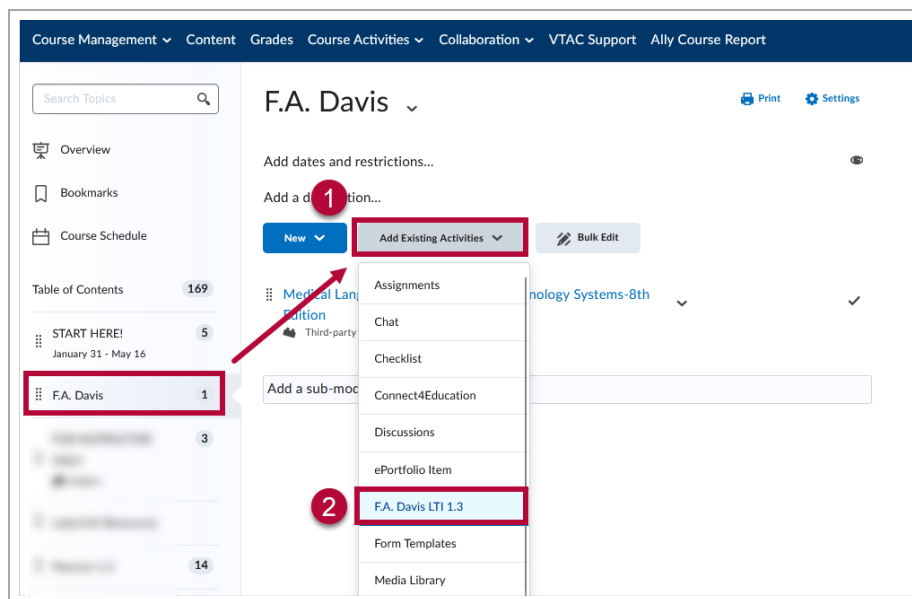 Course Management Content Grades Course Activities Collaboration VTAC Support Ally Course Report
Search Topics
Overview
Bookmarks
Course Schedule
Table of Contents 169
START HERE! 5
January 31 - May 16
F.A. Davis 1
3
14
F.A. Davis
Print Settings
Add dates and restrictions...
Add a d tion...
1
New Add Existing Activities Bulk Edit
Medical Lan nology Systems-8th
Edition
Third-party
Add a sub-mod
Assignments
Chat
Checklist
Connect4Education
Discussions
ePortfolio Item
2
F.A. Davis LTI 1.3
Form Templates
Media Library